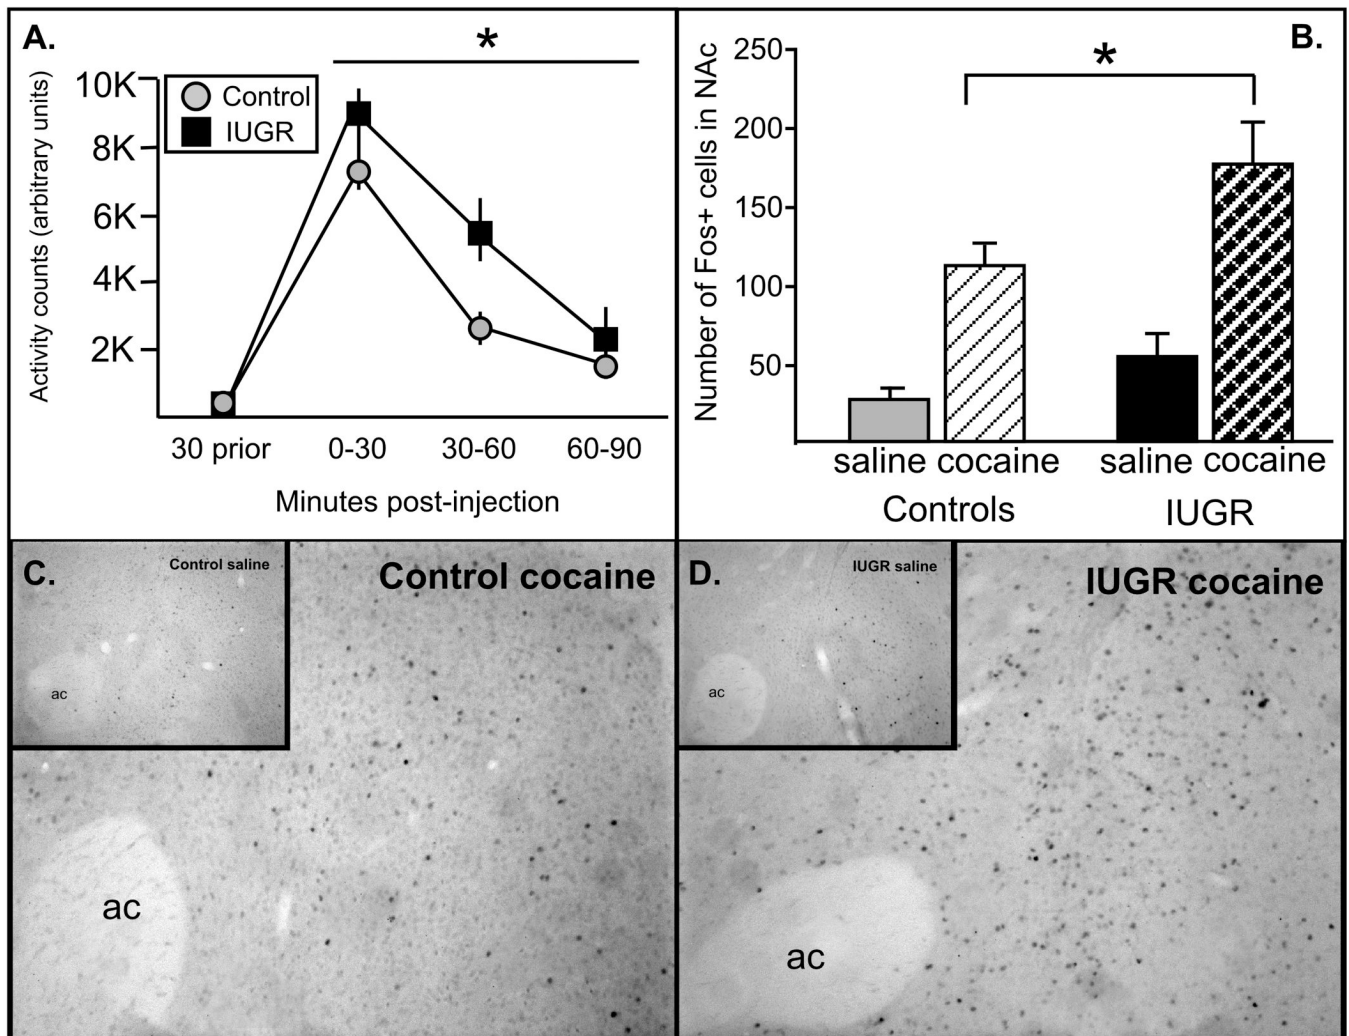 A.
*
Activity counts (arbitrary units)
10K
8K
6K
4K
2K
Control
IUGR
30 prior
0-30
30-60
60-90
Minutes post-injection
B.
*
Number of Fos+ cells in NAc
250
200
150
100
50
saline
cocaine
saline
cocaine
Controls
IUGR
C.
Control saline
ac
Control cocaine
ac
D.
IUGR saline
ac
IUGR cocaine
ac